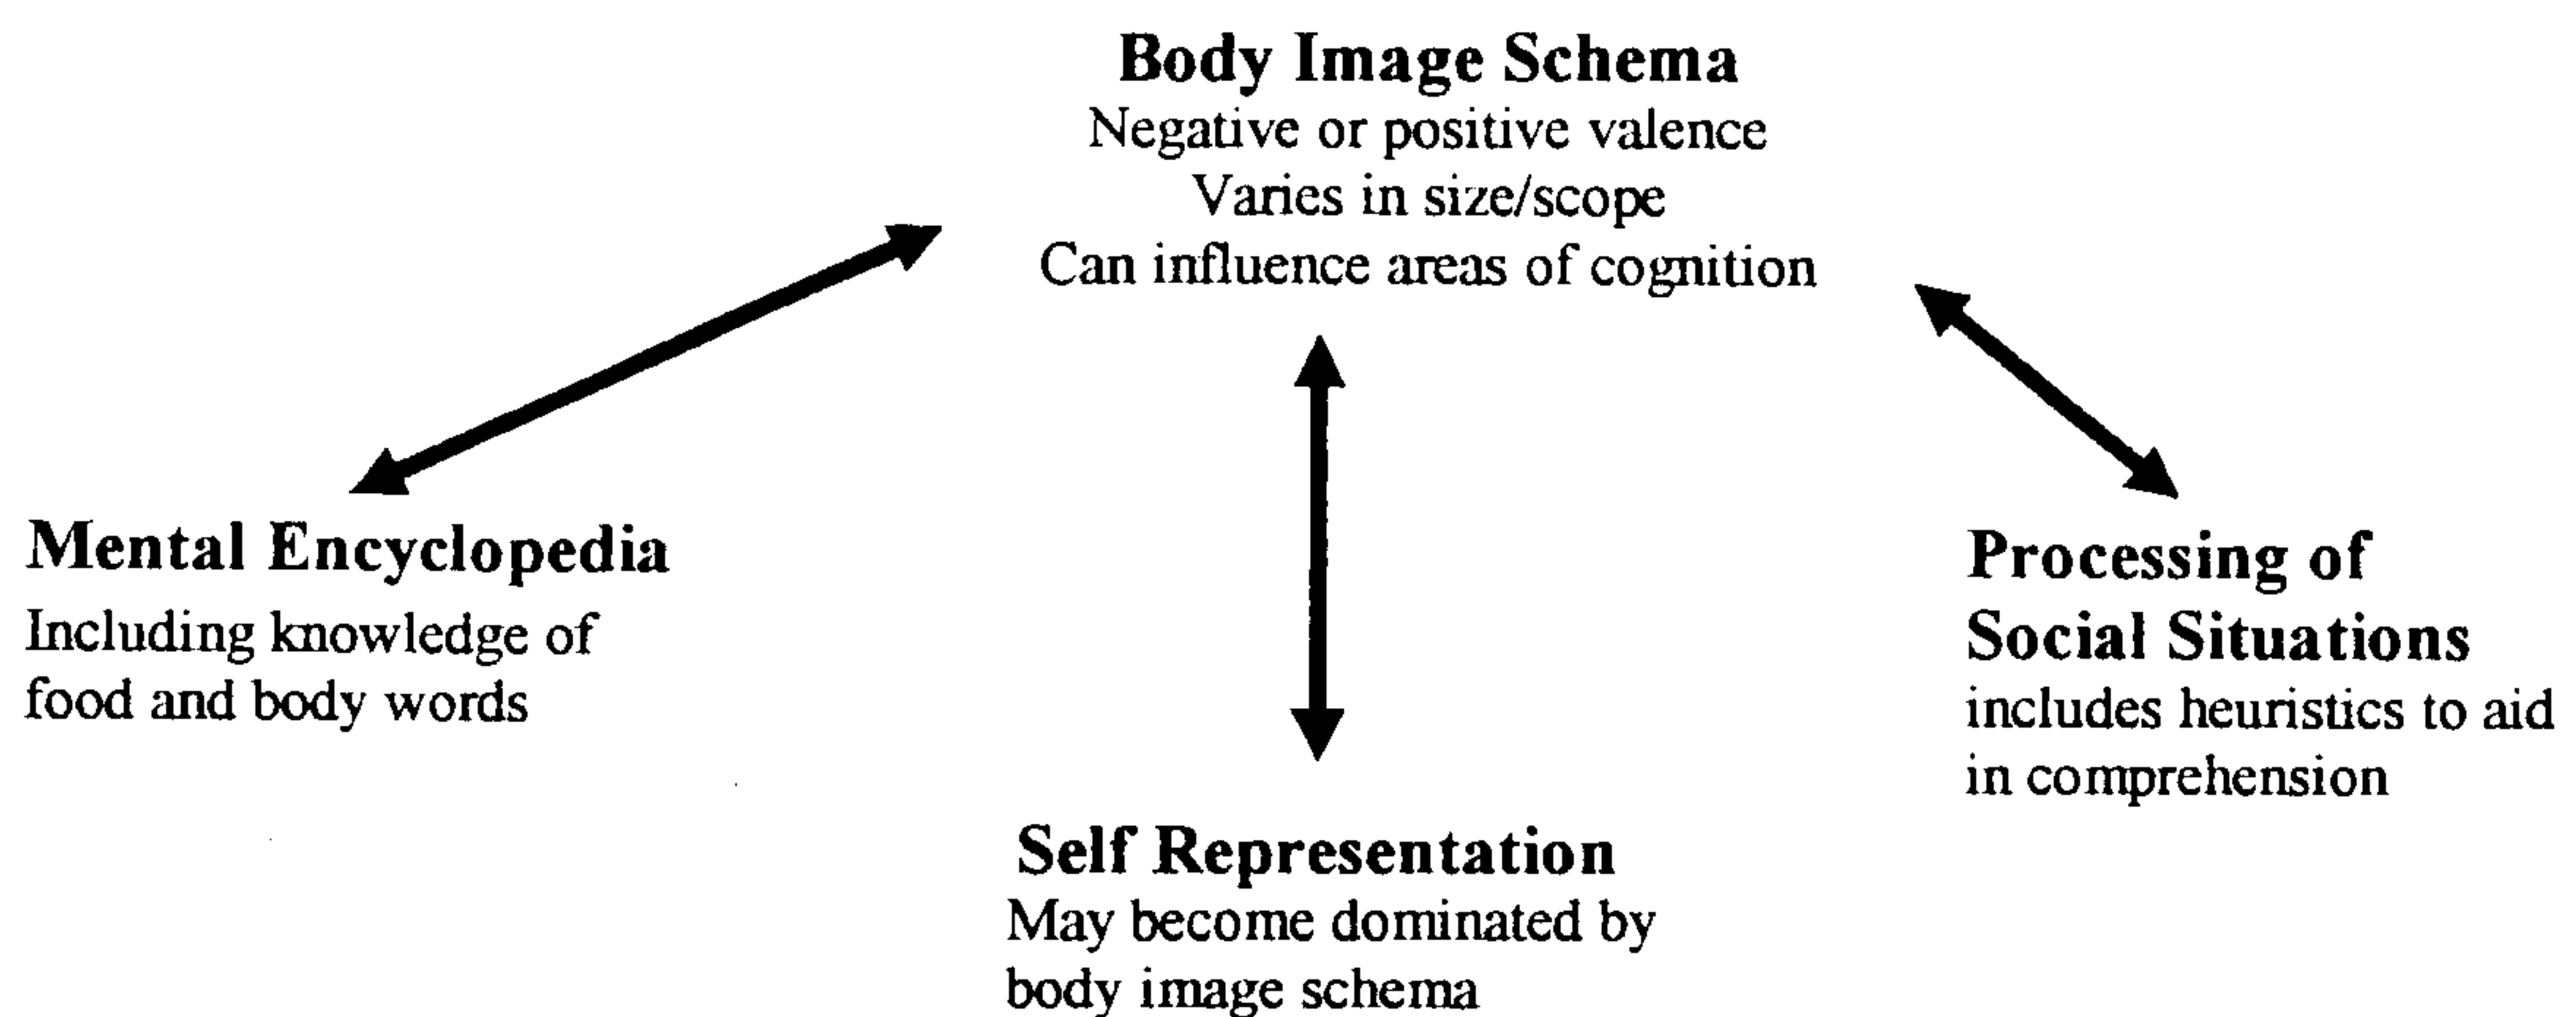 Body Image Schema
Negative or positive valence
Varies in size/scope
Can influence areas of cognition
Mental Encyclopedia
Including knowledge of
food and body words
Processing of
Social Situations
includes heuristics to aid
in comprehension
Self Representation
May become dominated by
body image schema